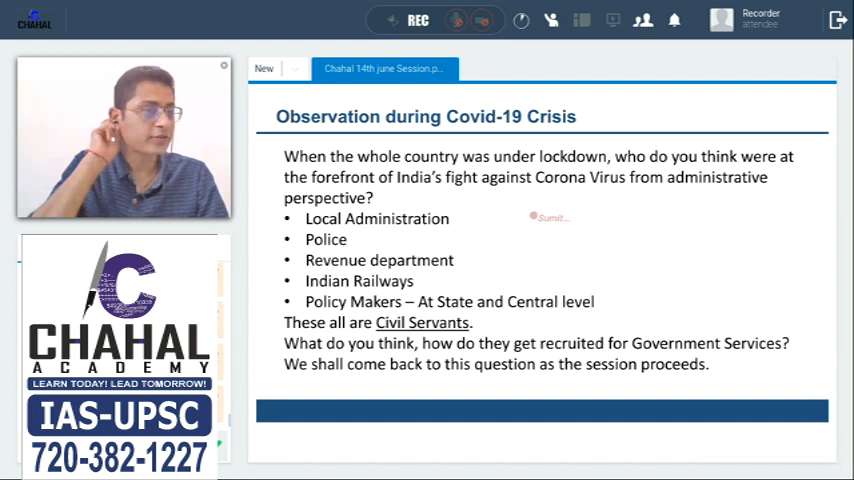 CHAHAL
REC
Recorder
attendee
New
Chahal 14th june Session.p...
Observation during Covid-19 Crisis
When the whole country was under lockdown, who do you think were at
the forefront of India's fight against Corona Virus from administrative
perspective?
• Local Administration
Sumit...
• Police
• Revenue department
• Indian Railways
• Policy Makers – At State and Central level
These all are Civil Servants.
What do you think, how do they get recruited for Government Services?
We shall come back to this question as the session proceeds.
CHAHAL
ACADEMY
LEARN TODAY! LEAD TOMORROW!
IAS-UPSC
720-382-1227